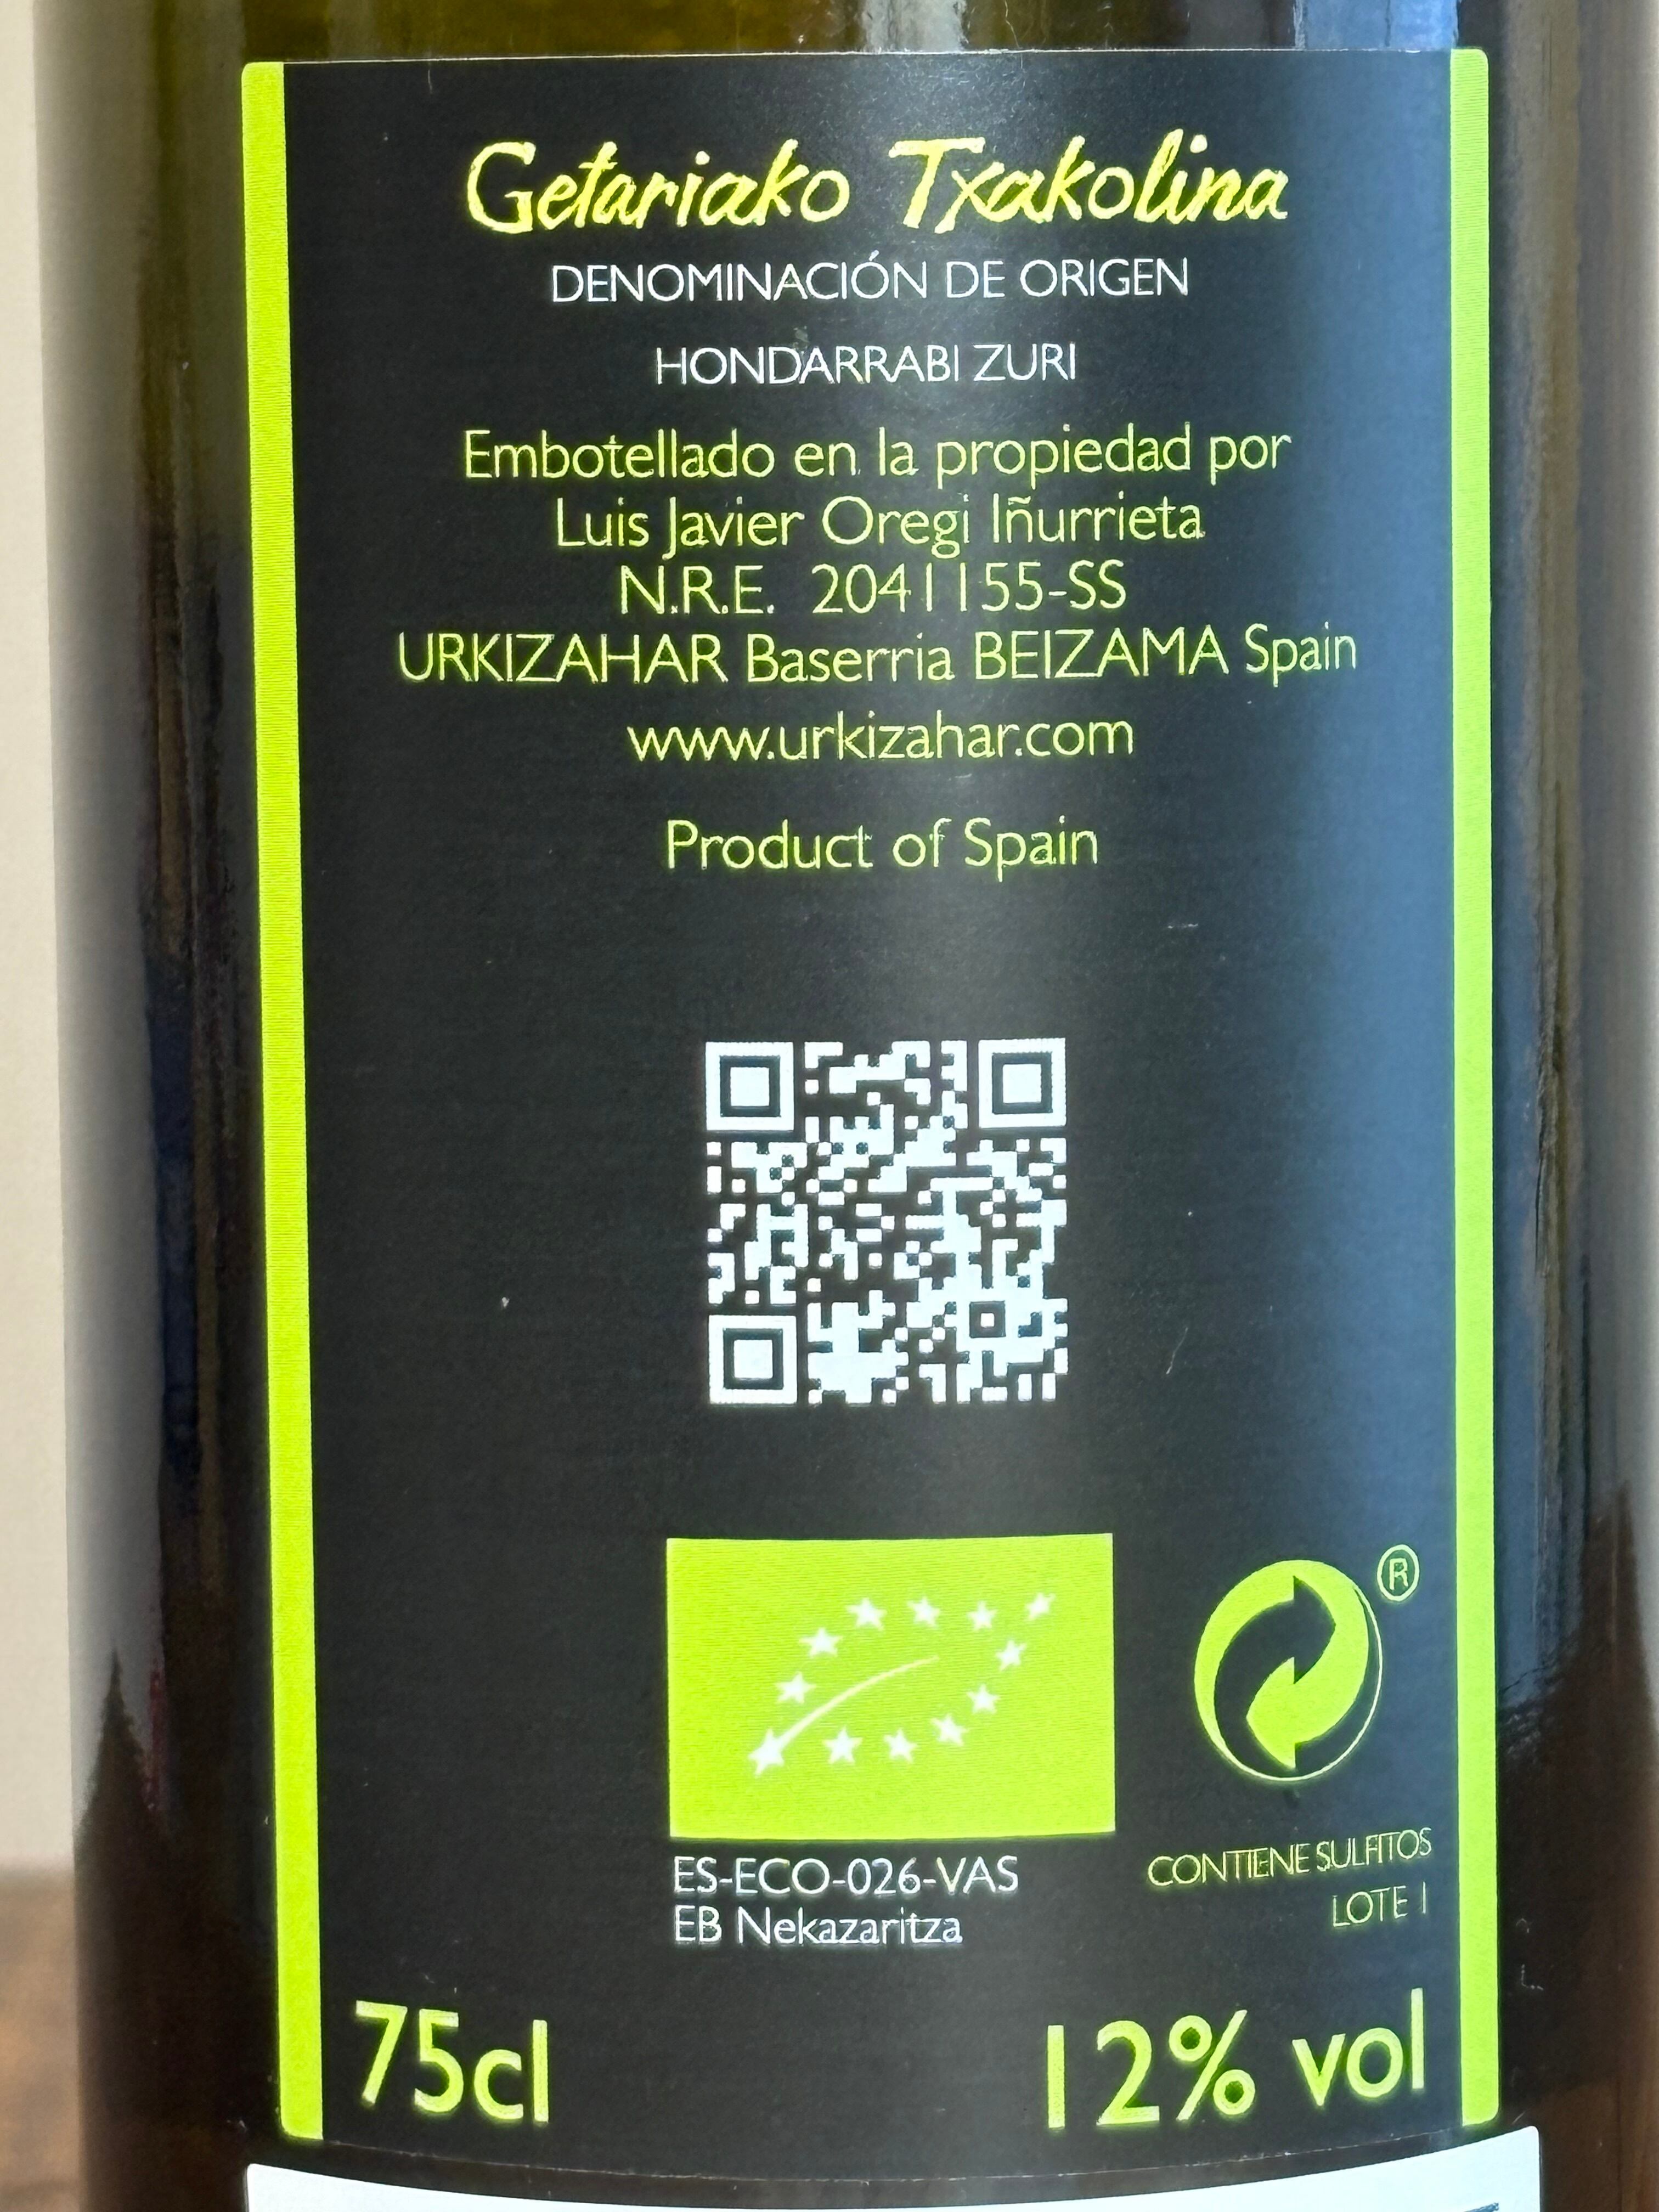 Getariako Txakolina
DENOMINACIÓN DE ORIGEN
HONDARRABI ZURI
Embotellado en la propiedad por
Luis Javier Oregi Iñurrieta
N.R.E. 2041155-SS
URKIZAHAR Baserria BEIZAMA Spain
www.urkizahar.com
Product of Spain
®
ES-ECO-026-VAS
EB Nekazaritza
CONTIENE SULFITOS
LOTE 1
75cl
12% vol